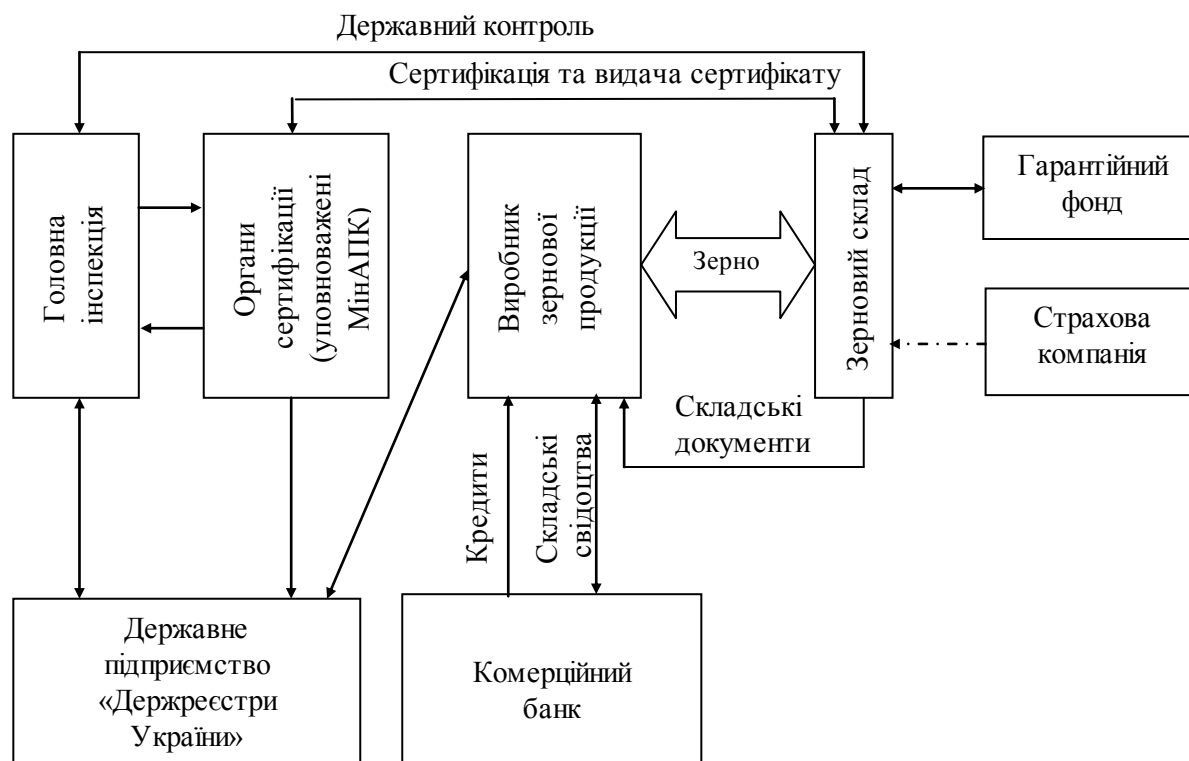 Державний контроль
Сертифікація та видача сертифікату
Головна
інспекція
Органи
сертифікації
(уповноважені
МінАПК)
Виробник
зернової
продукції
Зерно
Зерновий склад
Гарантійний
фонд
Страхова
компанія
Складські
документи
Кредити
Складські
свідоцтва
Державне
підприємство
«Держреєстри
України»
Комерційний
банк